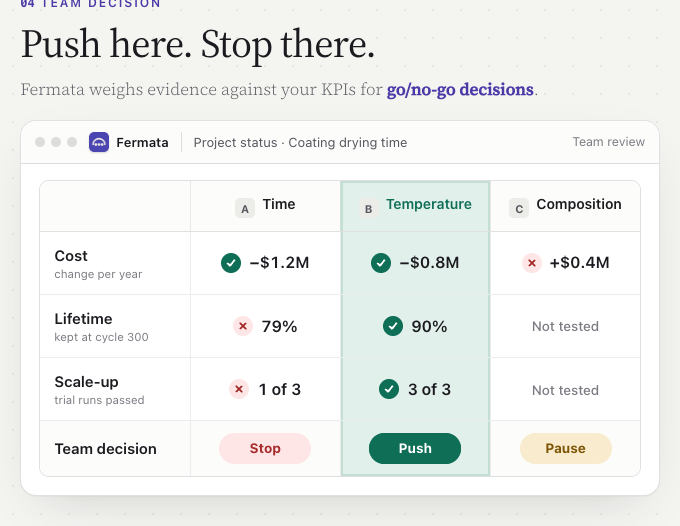 04 TEAM DECISION
Push here. Stop there.
Fermata weighs evidence against your KPIs for go/no-go decisions.
Fermata Project status · Coating drying time Team review
A Time B Temperature C Composition
Cost −$1.2M −$0.8M +$0.4M
change per year
Lifetime 79% 90% Not tested
kept at cycle 300
Scale-up 1 of 3 3 of 3 Not tested
trial runs passed
Team decision Stop Push Pause